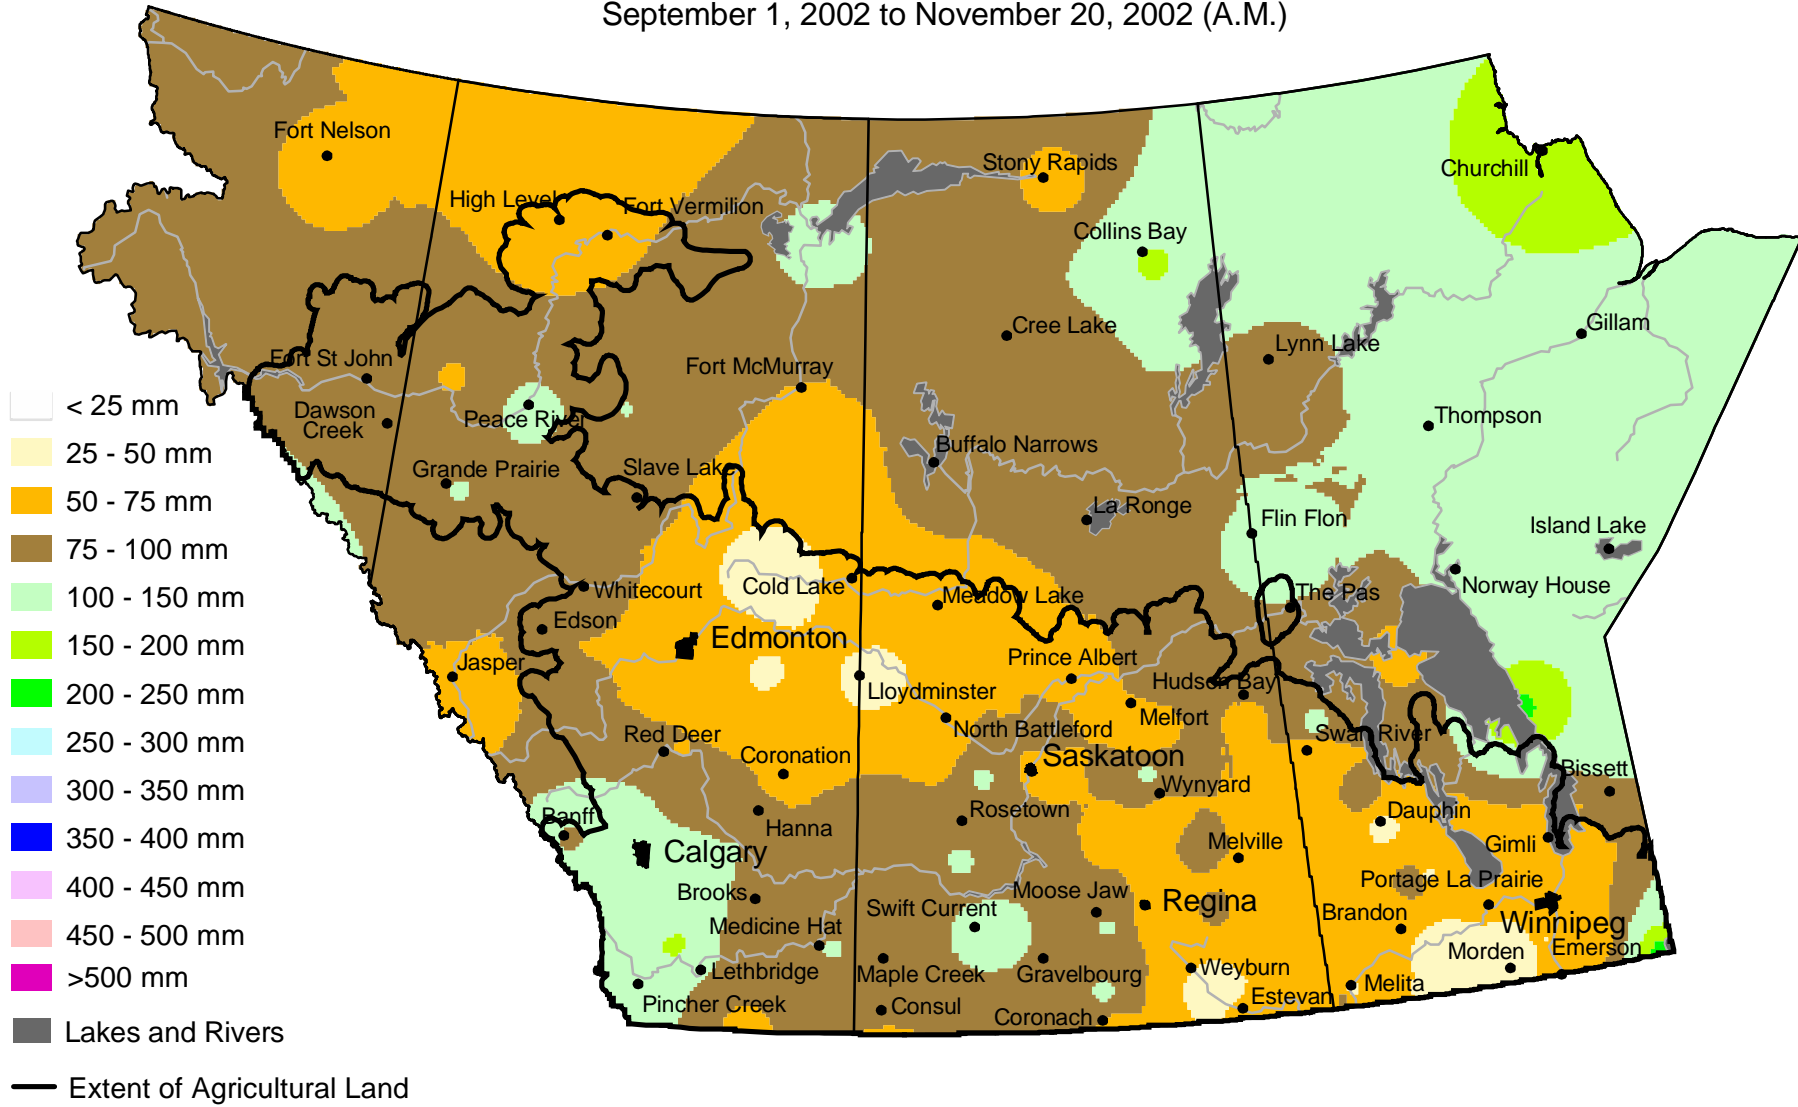 September 1, 2002 to November 20, 2002 (A.M.)
Fort Nelson
High Level
Fort Vermilion
Stony Rapids
Churchill
Collins Bay
Cree Lake
Lynn Lake
Gillam
Fort St John
Fort McMurray
Dawson
Creek
Peace River
Thompson
Buffalo Narrows
Grande Prairie
Slave Lake
La Ronge
Flin Flon
Island Lake
Whitecourt
Cold Lake
Meadow Lake
The Pas
Norway House
Edson
Edmonton
Jasper
Prince Albert
Hudson Bay
Lloydminster
Melfort
North Battleford
Red Deer
Swan River
Coronation
Saskatoon
Wynyard
Bissett
Banff
Hanna
Rosetown
Dauphin
Calgary
Melville
Gimli
Brooks
Moose Jaw
Portage La Prairie
Regina
Swift Current
Brandon
Winnipeg
Medicine Hat
Morden
Emerson
Lethbridge
Maple Creek
Gravelbourg
Weyburn
Melita
Pincher Creek
Consul
Coronach
Estevan
< 25 mm
25 - 50 mm
50 - 75 mm
75 - 100 mm
100 - 150 mm
150 - 200 mm
200 - 250 mm
250 - 300 mm
300 - 350 mm
350 - 400 mm
400 - 450 mm
450 - 500 mm
>500 mm
Lakes and Rivers
Extent of Agricultural Land